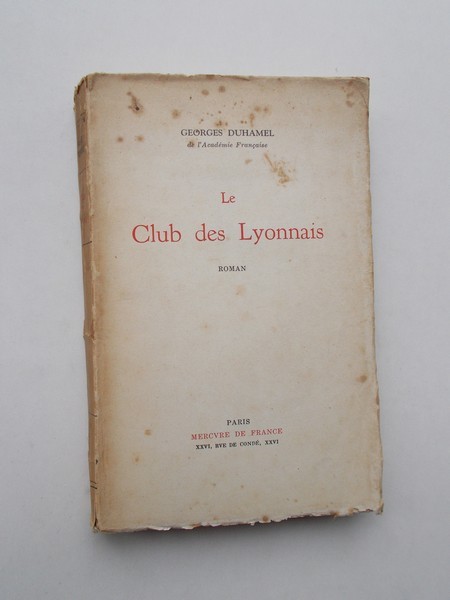 GEORGES DUHAMEL
de l'Académie Française
Le
Club des Lyonnais
ROMAN
PARIS
MERCVRE DE FRANCE
XXVI, RVE DE CONDÉ, XXVI